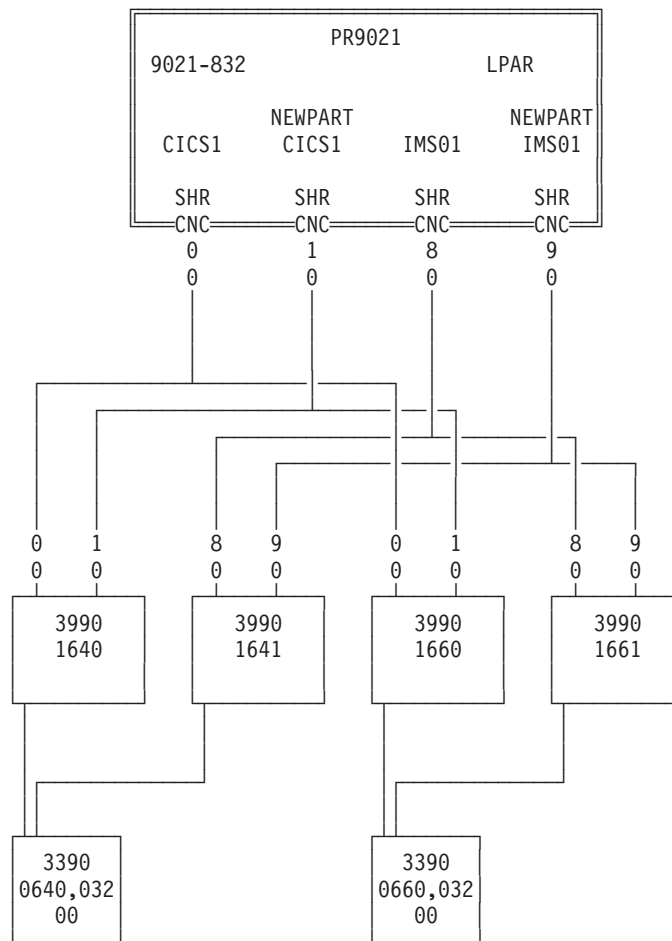 PR9021
9021-832 LPAR
NEWPART NEWPART
CICS1 CICS1 IMS01 IMS01
SHR SHR SHR SHR
CNC CNC CNC CNC
0 1 8 9
0 0 0 0
0 1 8 9 0 1 8 9
0 0 0 0 0 0 0 0
3990 3990 3990 3990
1640 1641 1660 1661
3390 3390
0640,032 0660,032
00 00